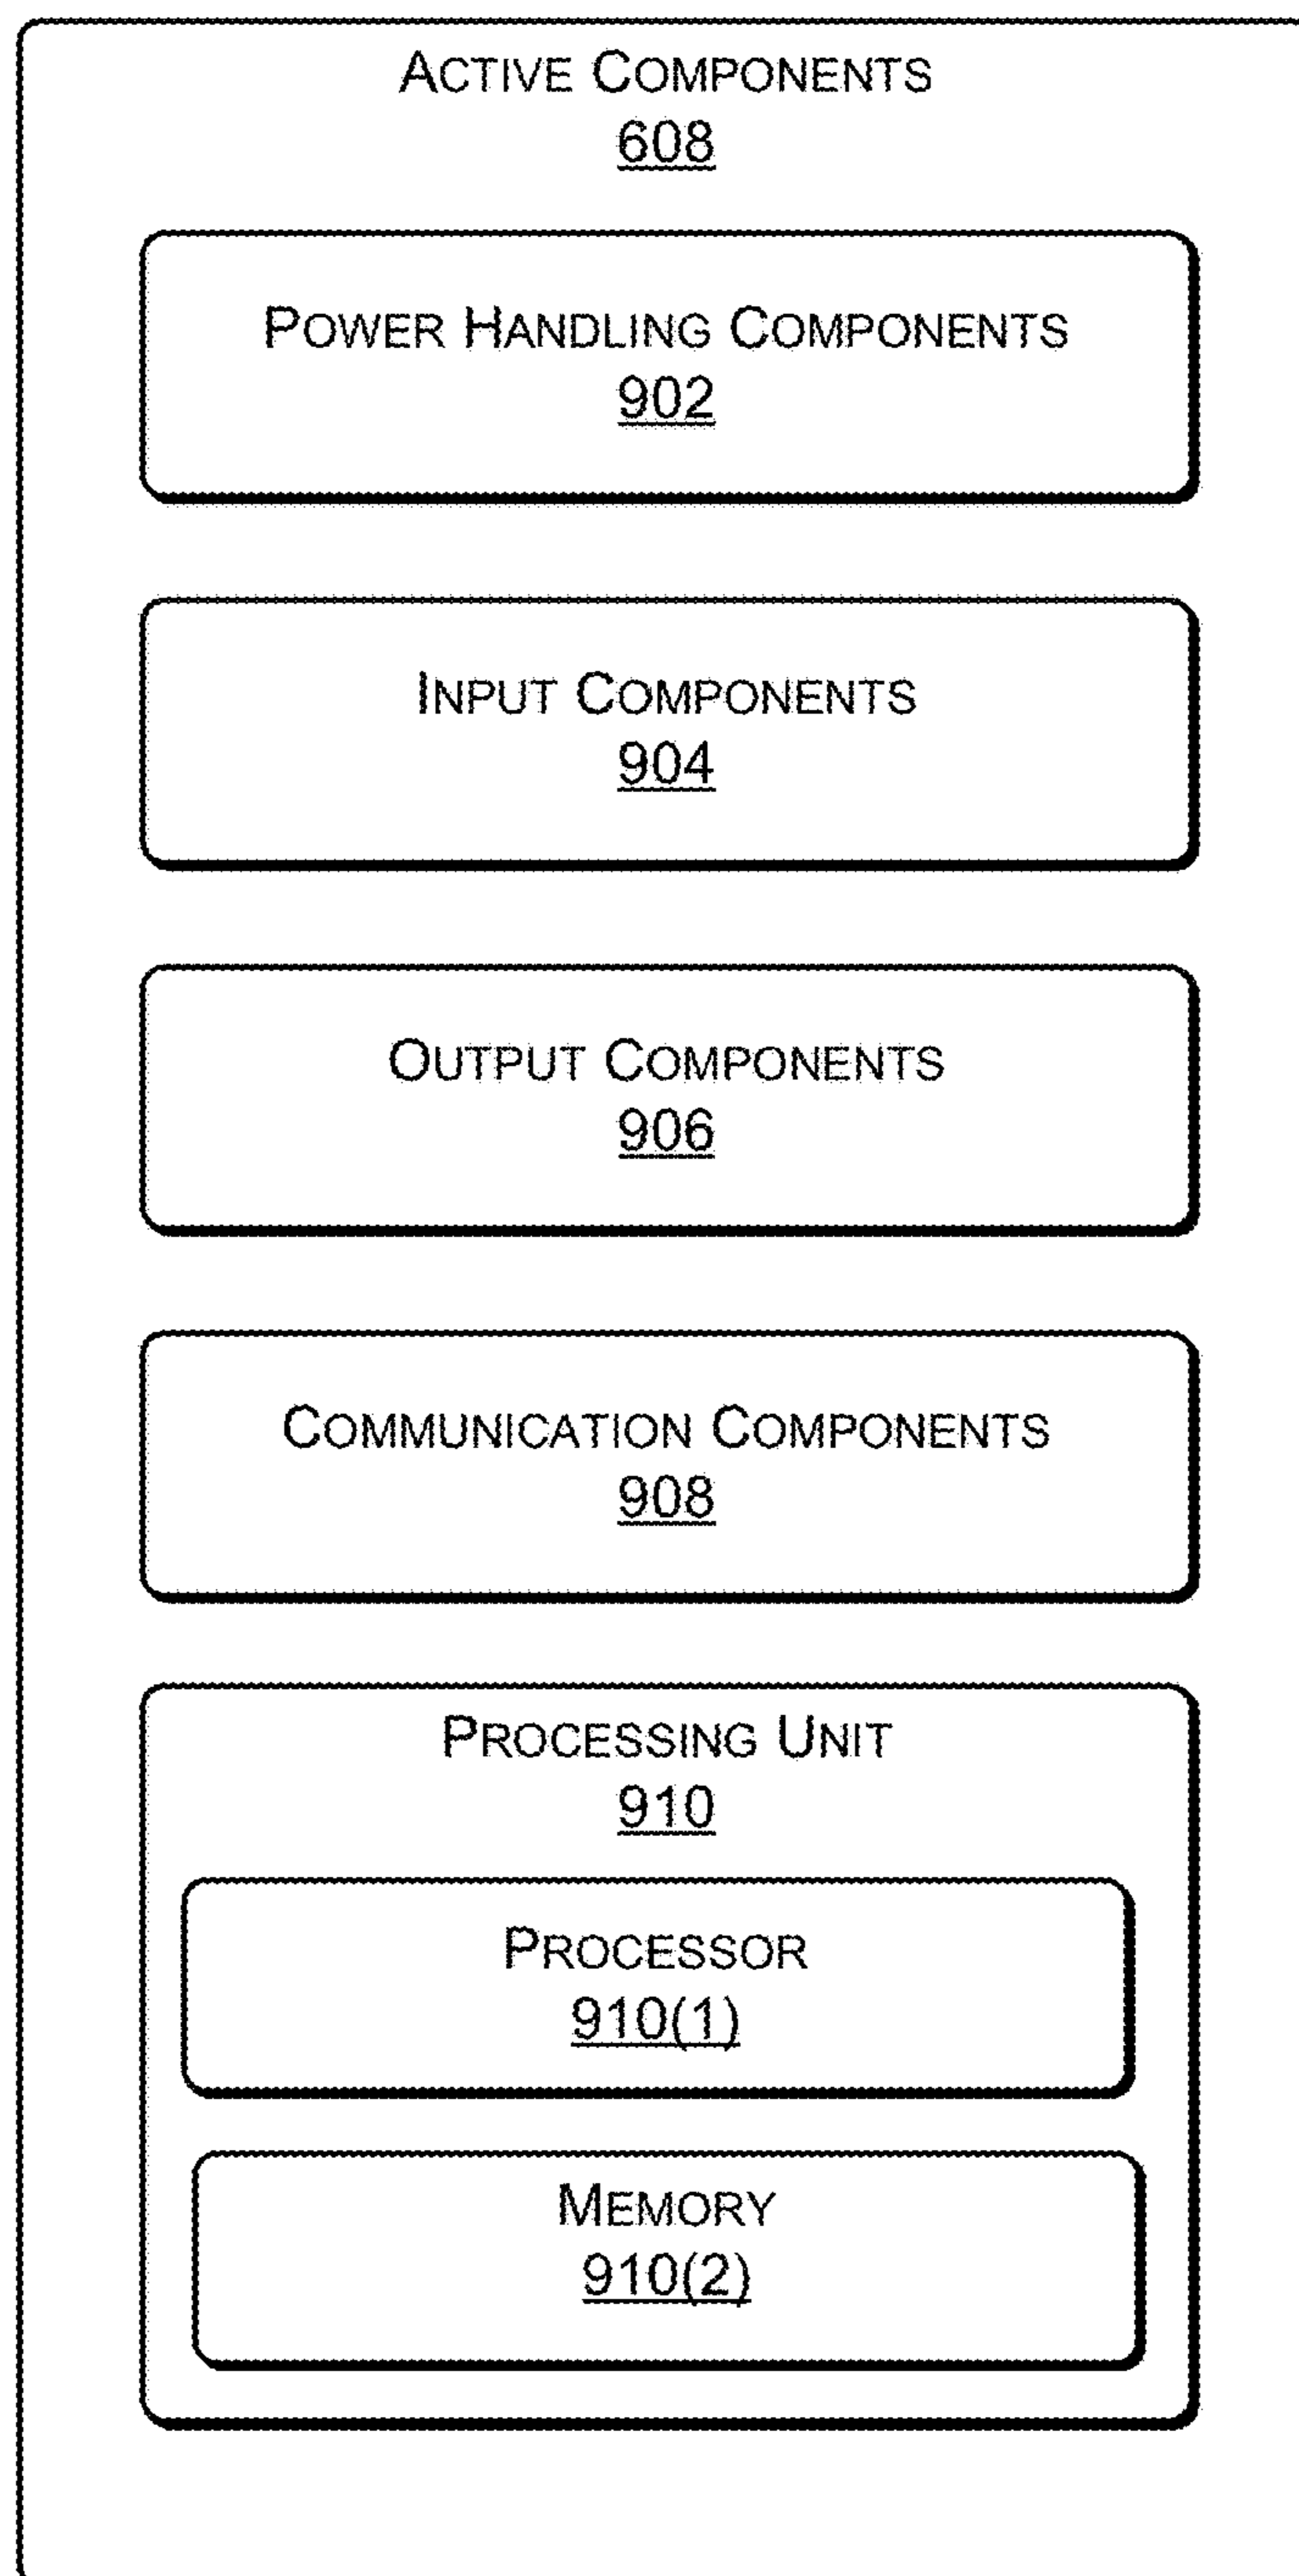 ACTIVE COMPONENTS
608
POWER HANDLING COMPONENTS
902
INPUT COMPONENTS
904
OUTPUT COMPONENTS
906
COMMUNICATION COMPONENTS
908
PROCESSING UNIT
910
PROCESSOR
910(1)
MEMORY
910(2)